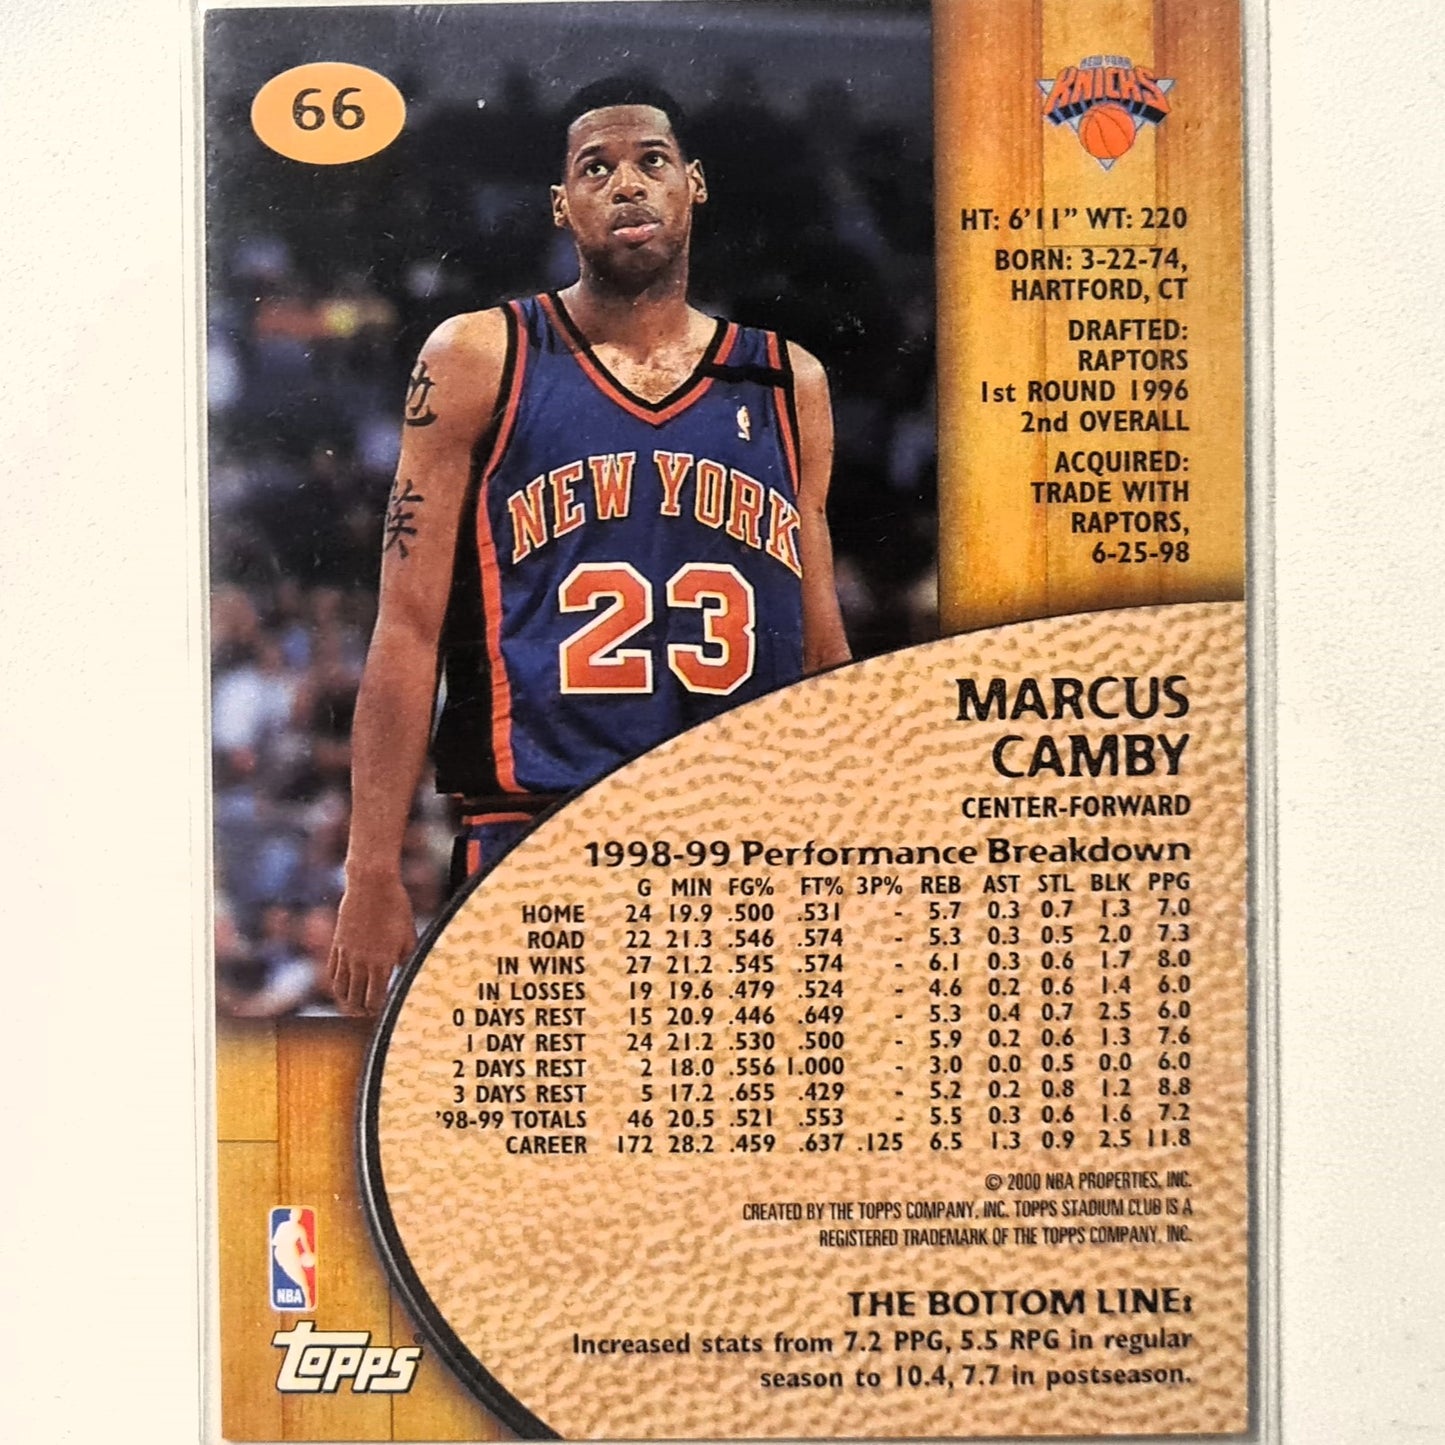 66
NEW YORK
KNICKS
HT: 6'11" WT: 220
BORN: 3-22-74,
HARTFORD, CT
DRAFTED:
RAPTORS
1st ROUND 1996
2nd OVERALL
ACQUIRED:
TRADE WITH
RAPTORS,
6-25-98
也
族
NEW YORK
23
MARCUS
CAMBY
CENTER-FORWARD
1998-99 Performance Breakdown
G MIN FG% FT% 3P% REB AST STL BLK PPG
HOME 24 19.9 .500 .531 - 5.7 0.3 0.7 1.3 7.0
ROAD 22 21.3 .546 .574 - 5.3 0.3 0.5 2.0 7.3
IN WINS 27 21.2 .545 .574 - 6.1 0.3 0.6 1.7 8.0
IN LOSSES 19 19.6 .479 .524 - 4.6 0.2 0.6 1.4 6.0
0 DAYS REST 15 20.9 .446 .649 - 5.3 0.4 0.7 2.5 6.0
1 DAY REST 24 21.2 .530 .500 - 5.9 0.2 0.6 1.3 7.6
2 DAYS REST 2 18.0 .556 1.000 - 3.0 0.0 0.5 0.0 6.0
3 DAYS REST 5 17.2 .655 .429 - 5.2 0.2 0.8 1.2 8.8
'98-99 TOTALS 46 20.5 .521 .553 - 5.5 0.3 0.6 1.6 7.2
CAREER 172 28.2 .459 .637 .125 6.5 1.3 0.9 2.5 11.8
© 2000 NBA PROPERTIES, INC.
CREATED BY THE TOPPS COMPANY, INC. TOPPS STADIUM CLUB IS A
REGISTERED TRADEMARK OF THE TOPPS COMPANY, INC.
NBA
Topps®
THE BOTTOM LINE:
Increased stats from 7.2 PPG, 5.5 RPG in regular
season to 10.4, 7.7 in postseason.